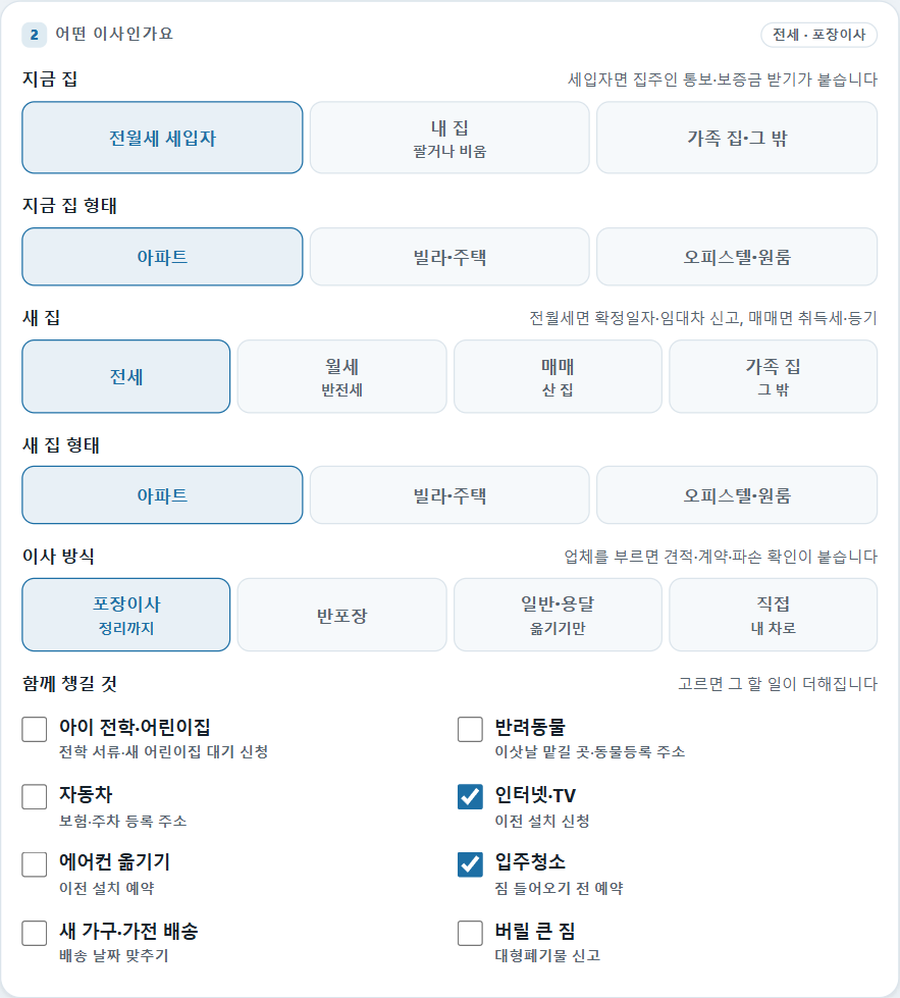 2 어떤 이사인가요
전세 · 포장이사
지금 집
세입자면 집주인 통보·보증금 받기가 붙습니다
전월세 세입자
내 집
팔거나 비움
가족 집·그 밖
지금 집 형태
아파트
빌라·주택
오피스텔·원룸
새 집
전월세면 확정일자·임대차 신고, 매매면 취득세·등기
전세
월세
반전세
매매
산 집
가족 집
그 밖
새 집 형태
아파트
빌라·주택
오피스텔·원룸
이사 방식
업체를 부르면 견적·계약·파손 확인이 붙습니다
포장이사
정리까지
반포장
일반·용달
옮기기만
직접
내 차로
함께 챙길 것
고르면 그 할 일이 더해집니다
아이 전학·어린이집
전학 서류·새 어린이집 대기 신청
반려동물
이삿날 맡길 곳·동물등록 주소
자동차
보험·주차 등록 주소
인터넷·TV
이전 설치 신청
에어컨 옮기기
이전 설치 예약
입주청소
짐 들어오기 전 예약
새 가구·가전 배송
배송 날짜 맞추기
버릴 큰 짐
대형폐기물 신고